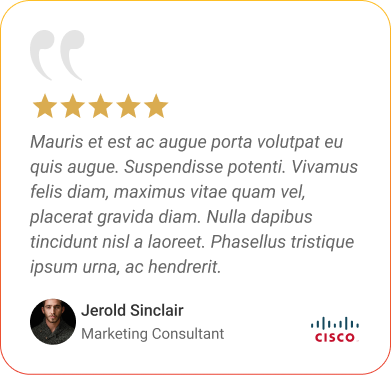 Mauris et est ac augue porta volutpat eu
quis augue. Suspendisse potenti. Vivamus
felis diam, maximus vitae quam vel,
placerat gravida diam. Nulla dapibus
tincidunt nisl a laoreet. Phasellus tristique
ipsum urna, ac hendrerit.
Jerold Sinclair
Marketing Consultant
CISCO